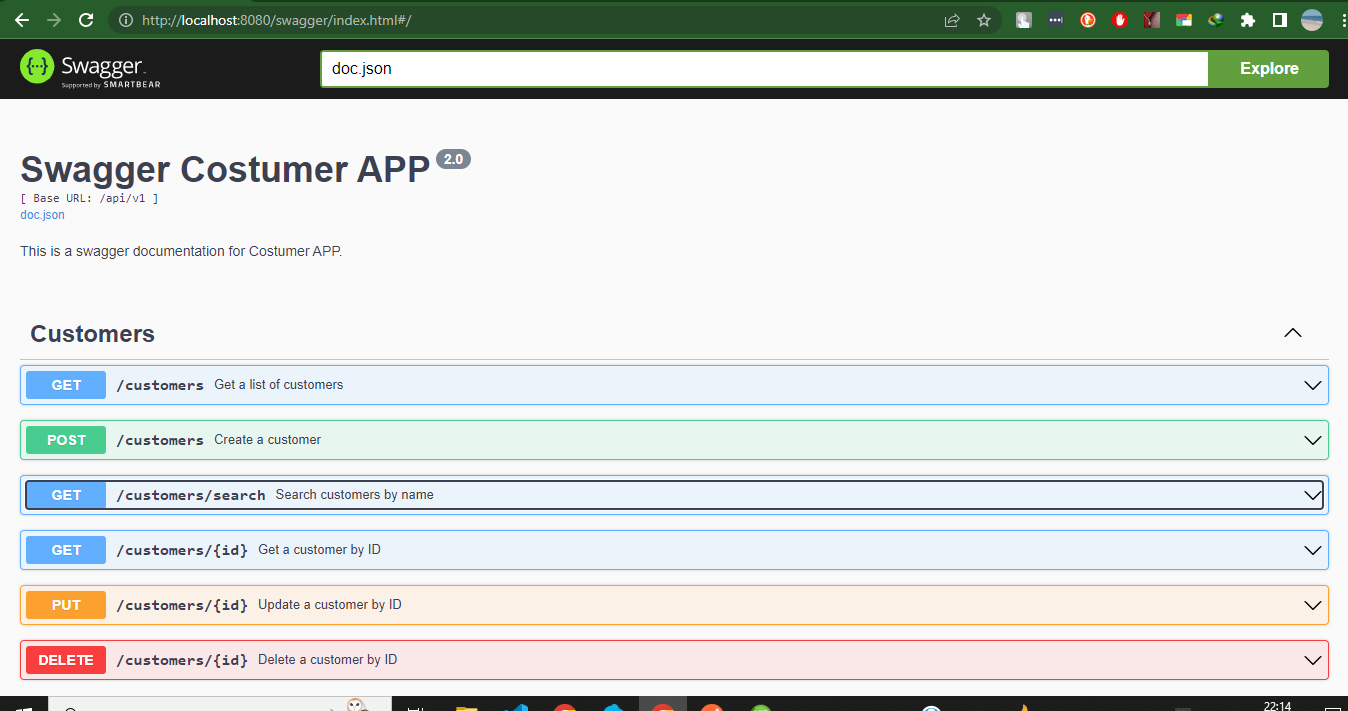 http://localhost:8080/swagger/index.html#/
{··} Swagger
Supported by SMARTBEAR
doc.json
Explore
Swagger Costumer APP 2.0
[ Base URL: /api/v1 ]
doc.json
This is a swagger documentation for Costumer APP.
Customers
GET /customers Get a list of customers
POST /customers Create a customer
GET /customers/search Search customers by name
GET /customers/{id} Get a customer by ID
PUT /customers/{id} Update a customer by ID
DELETE /customers/{id} Delete a customer by ID
22:14